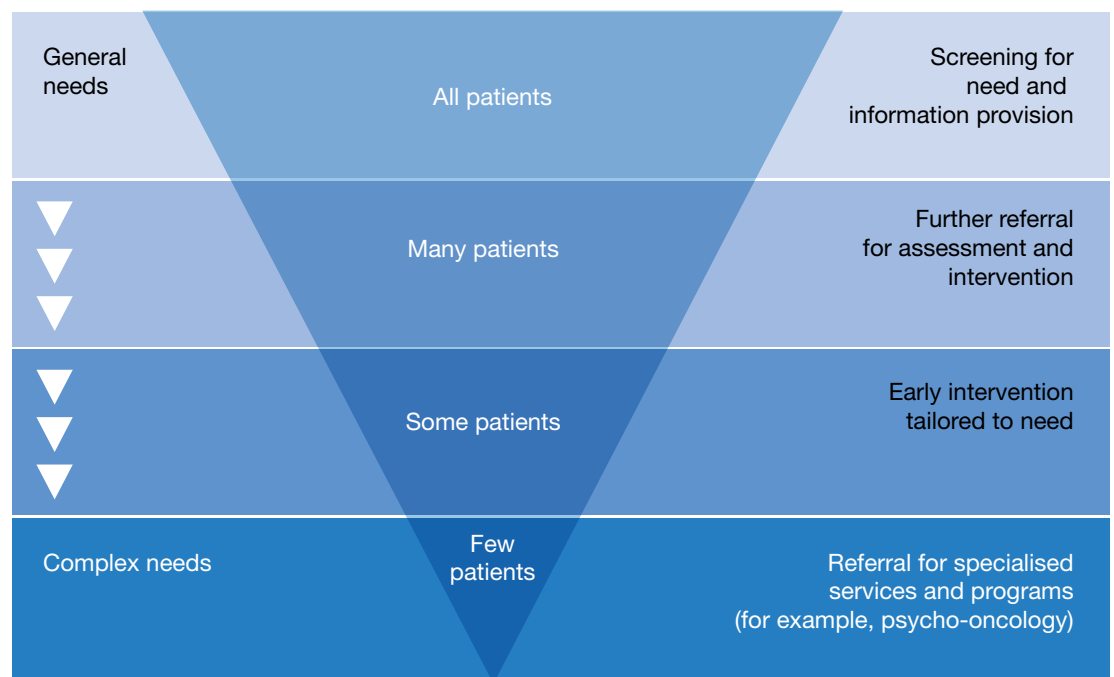 General
needs
All patients
Screening for
need and
information provision
Many patients
Further referral
for assessment and
intervention
Some patients
Early intervention
tailored to need
Complex needs
Few
patients
Referral for specialised
services and programs
(for example, psycho-oncology)